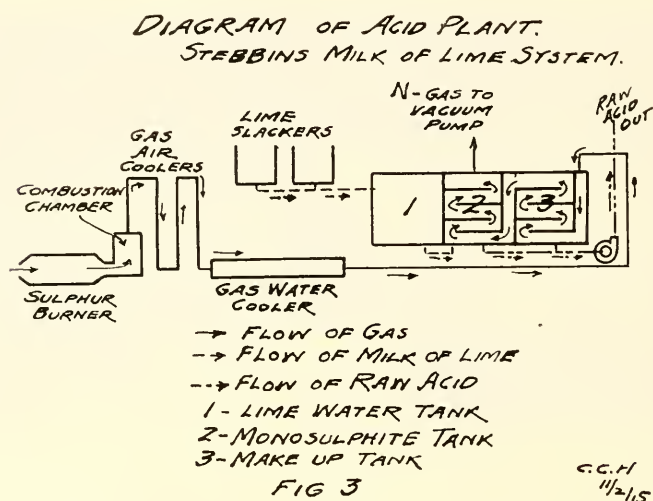 DIAGRAM OF ACID PLANT.
STEBBINS MILK OF LIME SYSTEM.
N-GAS TO
VACUUM
PUMP
RAW
ACID
OUT
LIME
SLACKERS
GAS
AIR
COOLERS
COMBUSTION
CHAMBER
1
2
3
SULPHUR
BURNER
GAS WATER
COOLER
→ FLOW OF GAS
--→ FLOW OF MILK OF LIME
--→ FLOW OF RAW ACID
1 - LIME WATER TANK
2 - MONOSULPHITE TANK
3 - MAKE UP TANK
FIG 3
C.C.H
11/2/15